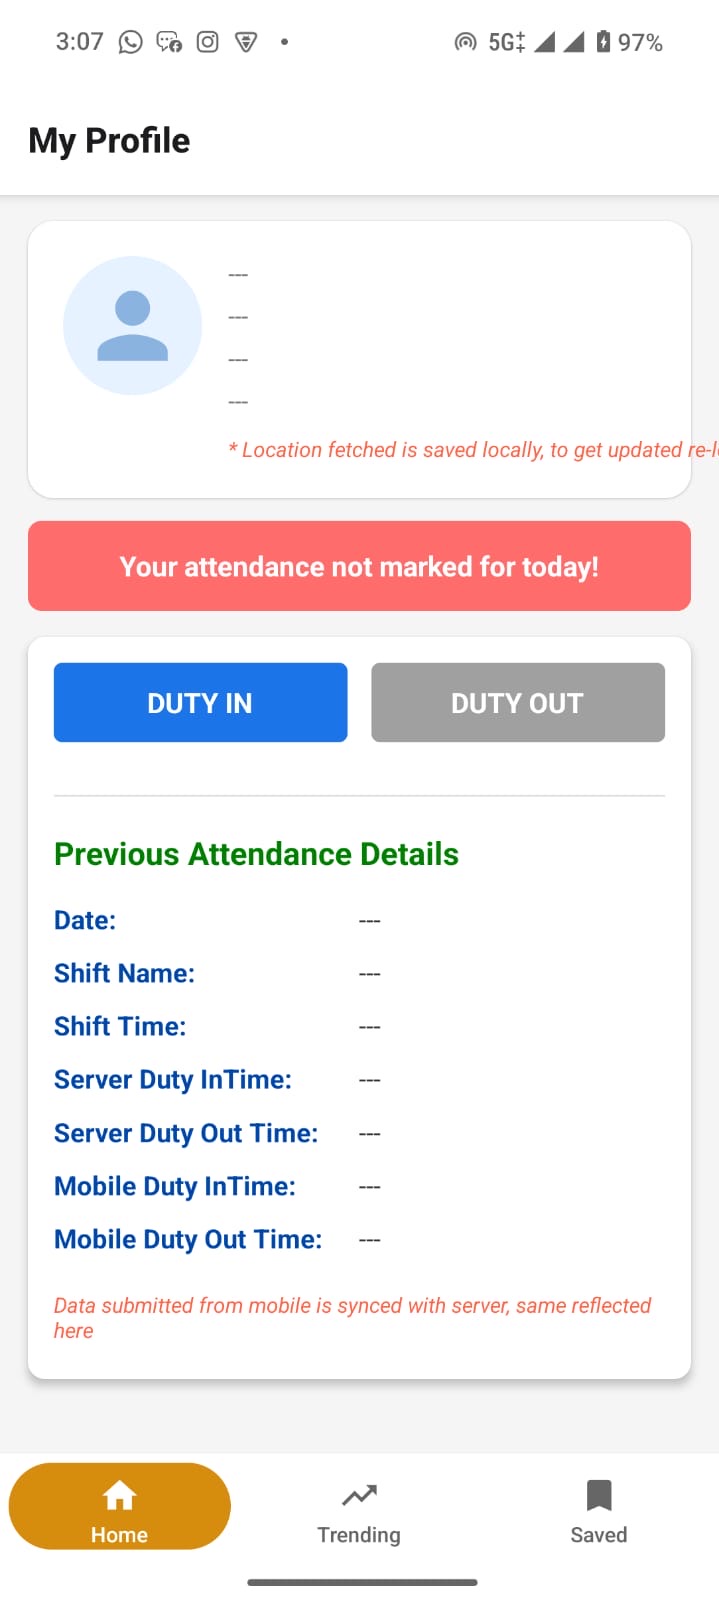 3:07 5G 97%
My Profile
---
---
---
---
* Location fetched is saved locally, to get updated re-l
Your attendance not marked for today!
DUTY IN DUTY OUT
Previous Attendance Details
Date: ---
Shift Name: ---
Shift Time: ---
Server Duty InTime: ---
Server Duty Out Time: ---
Mobile Duty InTime: ---
Mobile Duty Out Time: ---
Data submitted from mobile is synced with server, same reflected
here
Home Trending Saved